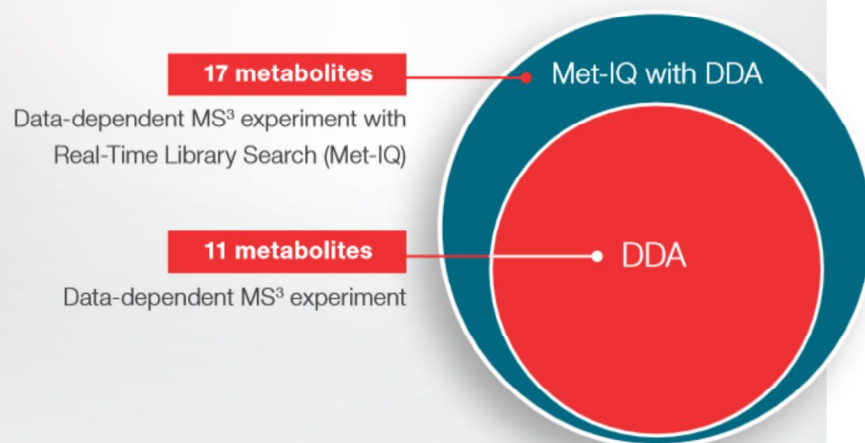 17 metabolites
Data-dependent MS³ experiment with
Real-Time Library Search (Met-IQ)
Met-IQ with DDA
11 metabolites
Data-dependent MS³ experiment
DDA